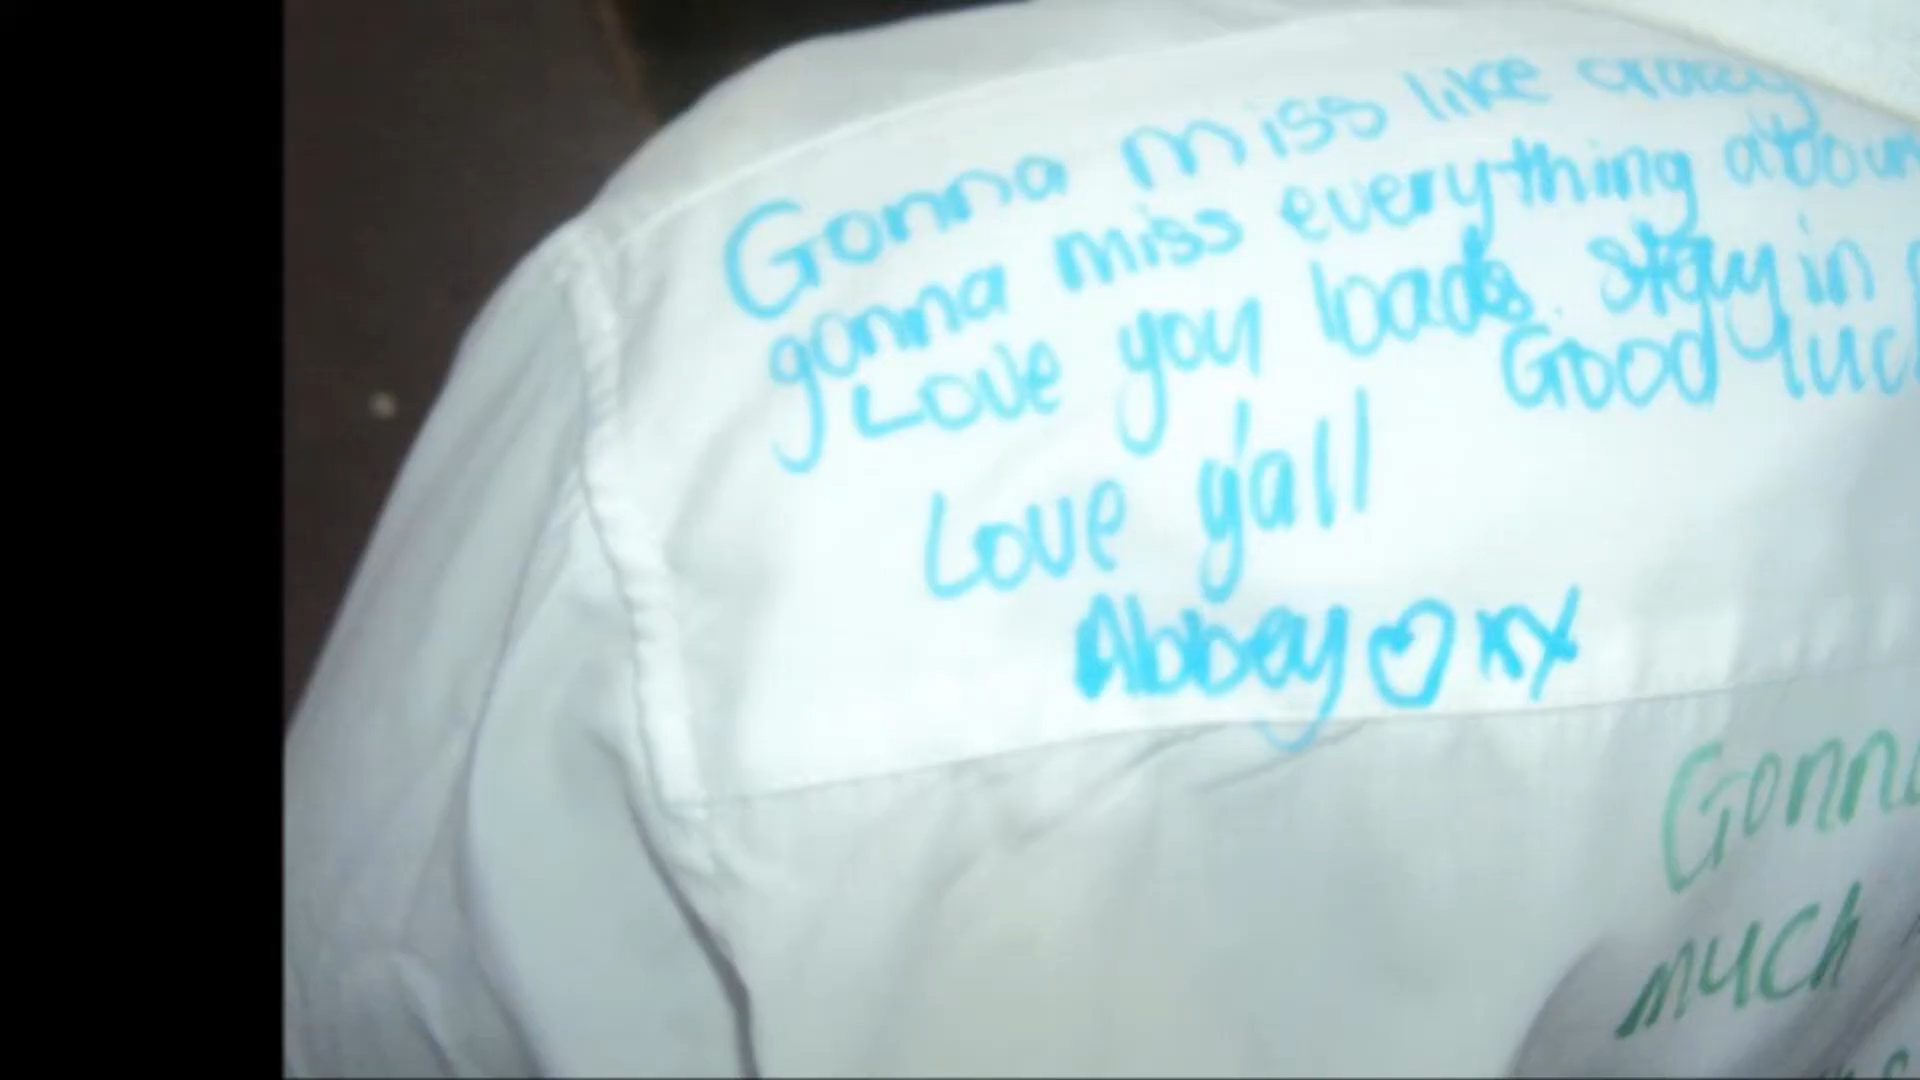 Gonna miss like crazy
gonna miss everything
Love you loads. stay in
Good luck
Love y'all
Abbey♡xx
Gonna
much